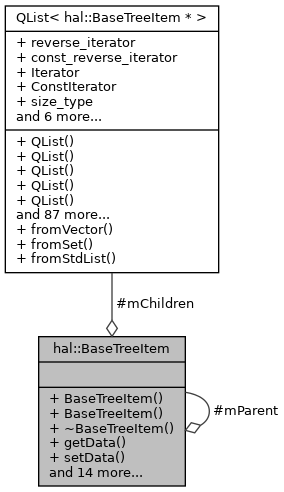 QList< hal::BaseTreeItem * >
+ reverse_iterator
+ const_reverse_iterator
+ Iterator
+ ConstIterator
+ size_type
and 6 more...
+ QList()
+ QList()
+ QList()
+ QList()
+ QList()
and 87 more...
+ fromVector()
+ fromSet()
+ fromStdList()
#mChildren
hal::BaseTreeItem
+ BaseTreeItem()
+ BaseTreeItem()
+ ~BaseTreeItem()
+ getData()
+ setData()
and 14 more...
#mParent